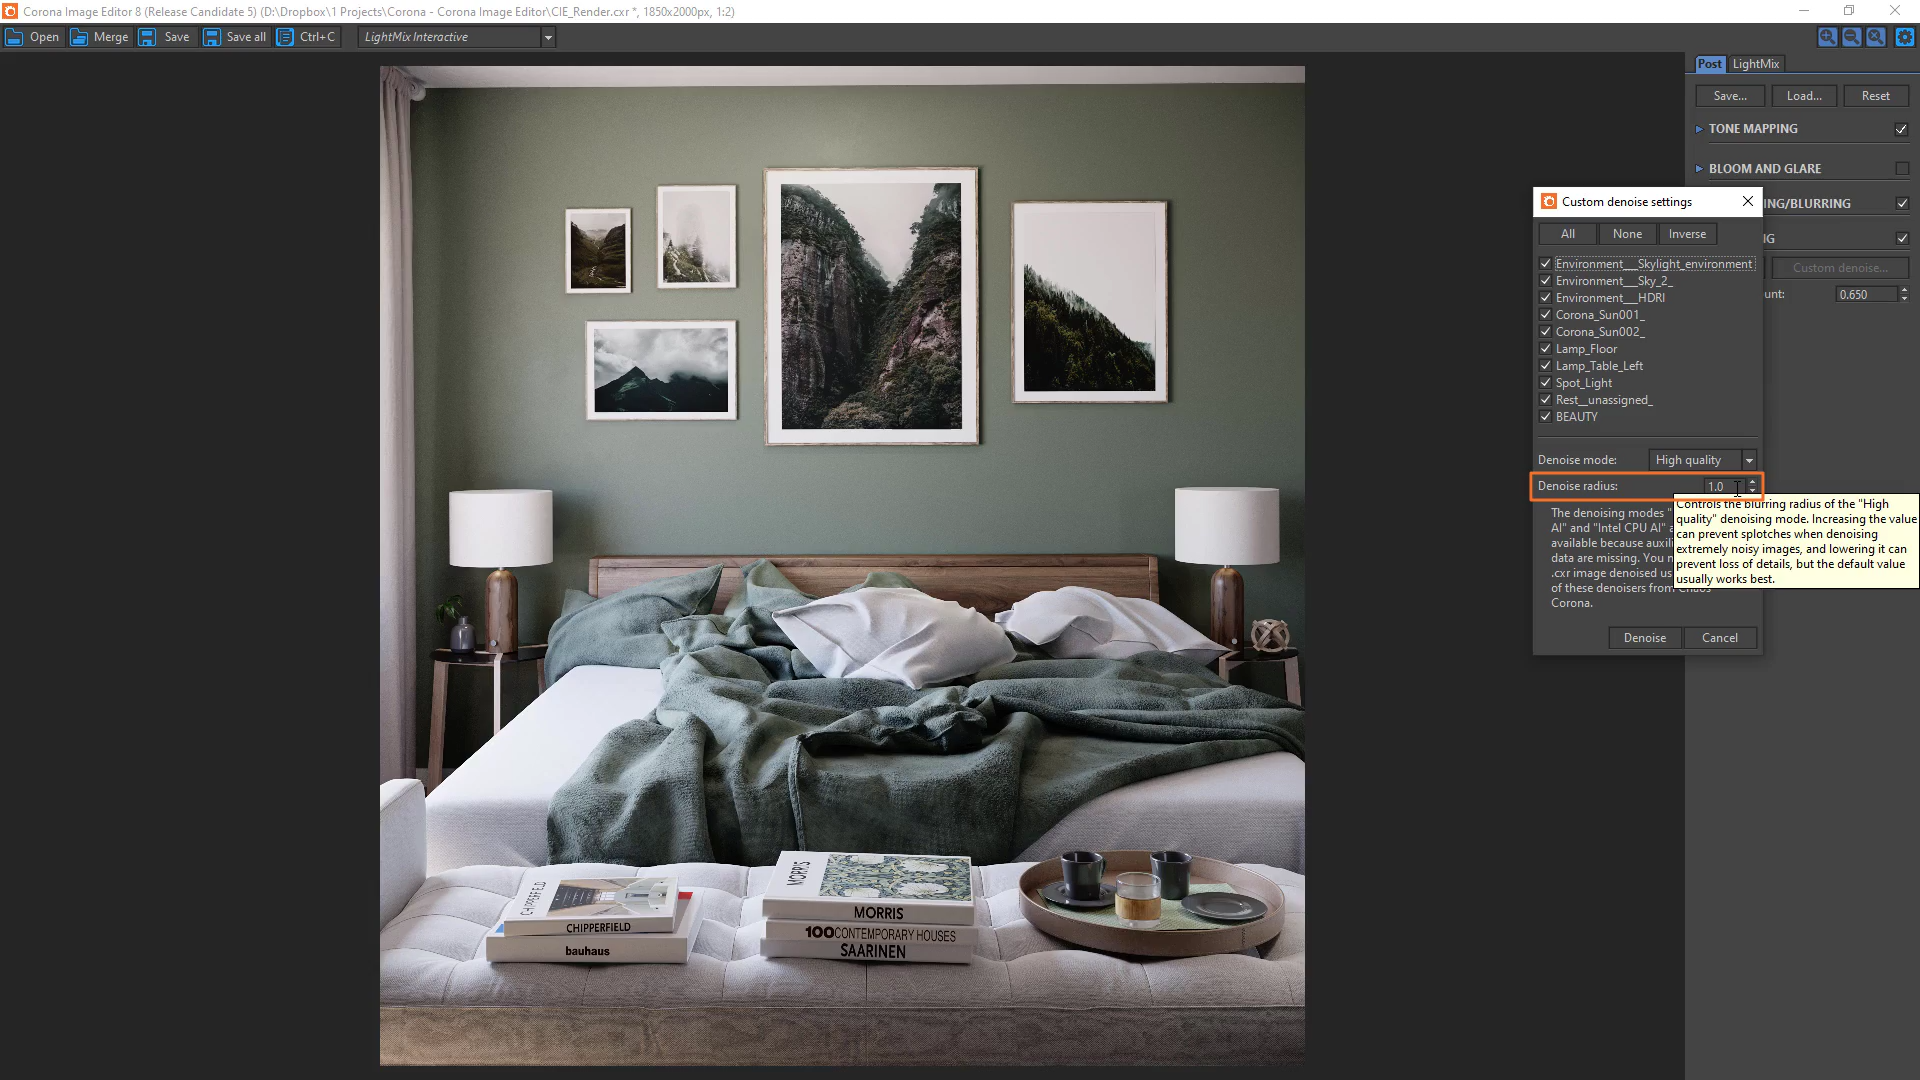 Corona Image Editor 8 (Release Candidate 5) (D:\Dropbox\1 Projects\Corona - Corona Image Editor\CIE_Render.cxr *, 1850x2000px, 1:2)
Open Merge Save Save all Ctrl+C LightMix Interactive
Post LightMix
Save... Load... Reset
TONE MAPPING
BLOOM AND GLARE
Custom denoise settings
NG/BLURRING
All None Inverse
NG
Environment__Skylight_environment
Custom denoise...
Environment__Sky_2_
Environment__HDRI
unt: 0.650
Corona_Sun001_
Corona_Sun002_
Lamp_Floor
Lamp_Table_Left
Spot_Light
Rest__unassigned_
BEAUTY
Denoise mode: High quality
Denoise radius: 1.0
Controls the blurring radius of the "High
quality" denoising mode. Increasing the value
can prevent splotches when denoising
extremely noisy images, and lowering it can
prevent loss of details, but the default value
usually works best.
The denoising modes "
AI" and "Intel CPU AI"
available because auxili
data are missing. You
.cxr image denoised us
of these denoisers from Chaos
Corona.
Denoise Cancel
CHIPPERFIELD
CHIPPERFIELD
bauhaus
MORRIS
MORRIS
100 CONTEMPORARY HOUSES
SAARINEN